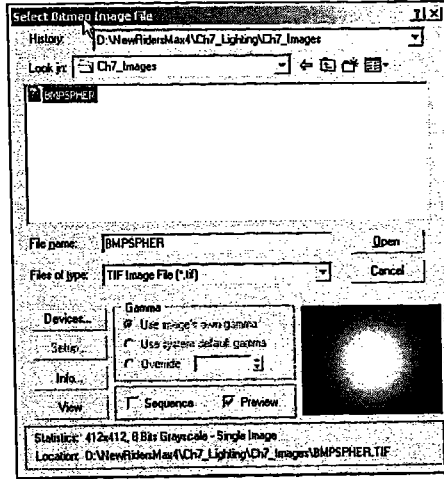 Select Bitmap Image File
History: D:\NewRidersMax4\Ch7_Lighting\Ch7_Images
Look in: Ch7_Images
BMPSPHER
File name: BMPSPHER Open
Files of type: TIF Image File (*.tif) Cancel
Devices...
Setup...
Info...
View
Gamma
Use image's own gamma
Use system default gamma
Override
Sequence Preview
Statistics: 412x412, 8 Bits Grayscale - Single Image
Location: D:\NewRidersMax4\Ch7_Lighting\Ch7_Images\BMPSPHER.TIF